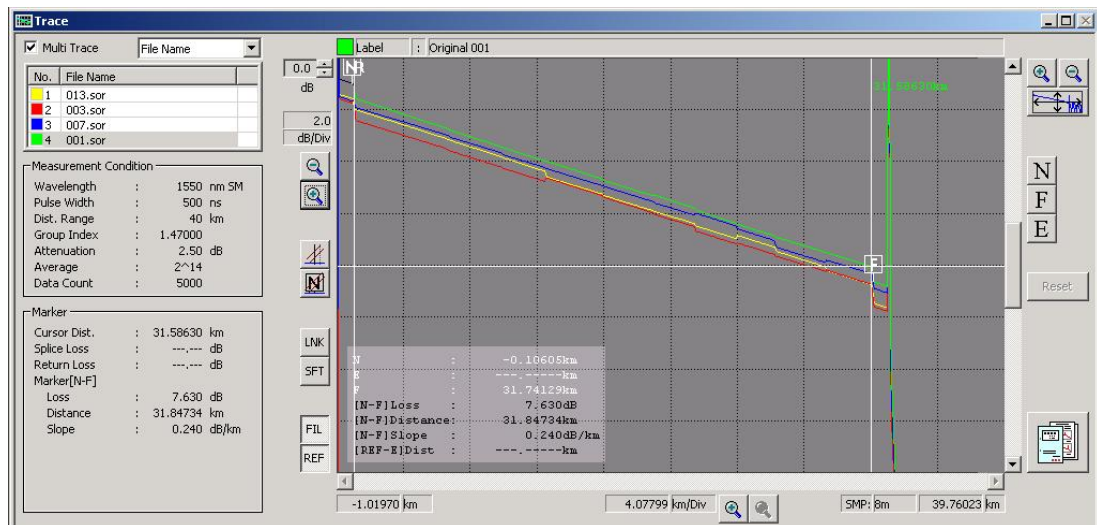 Trace
Multi Trace File Name
Label : Original 001
No. File Name
1 013.sor
2 003.sor
3 007.sor
4 001.sor
0.0
dB
2.0
dB/Div
31.58630km
Measurement Condition
Wavelength : 1550 nm SM
Pulse Width : 500 ns
Dist. Range : 40 km
Group Index : 1.47000
Attenuation : 2.50 dB
Average : 2^14
Data Count : 5000
Marker
Cursor Dist. : 31.58630 km
Splice Loss : ---.--- dB
Return Loss : ---.--- dB
Marker[N-F]
Loss : 7.630 dB
Distance : 31.84734 km
Slope : 0.240 dB/km
N
LNK
SFT
FIL
REF
F
N : -0.10605km
E : ---.-----km
F : 31.74129km
[N-F]Loss : 7.630dB
[N-F]Distance: 31.84734km
[N-F]Slope : 0.240dB/km
[REF-E]Dist : ---.-----km
N
F
E
Reset
-1.01970 km
4.07799 km/Div
SMP: 8m
39.76023 km